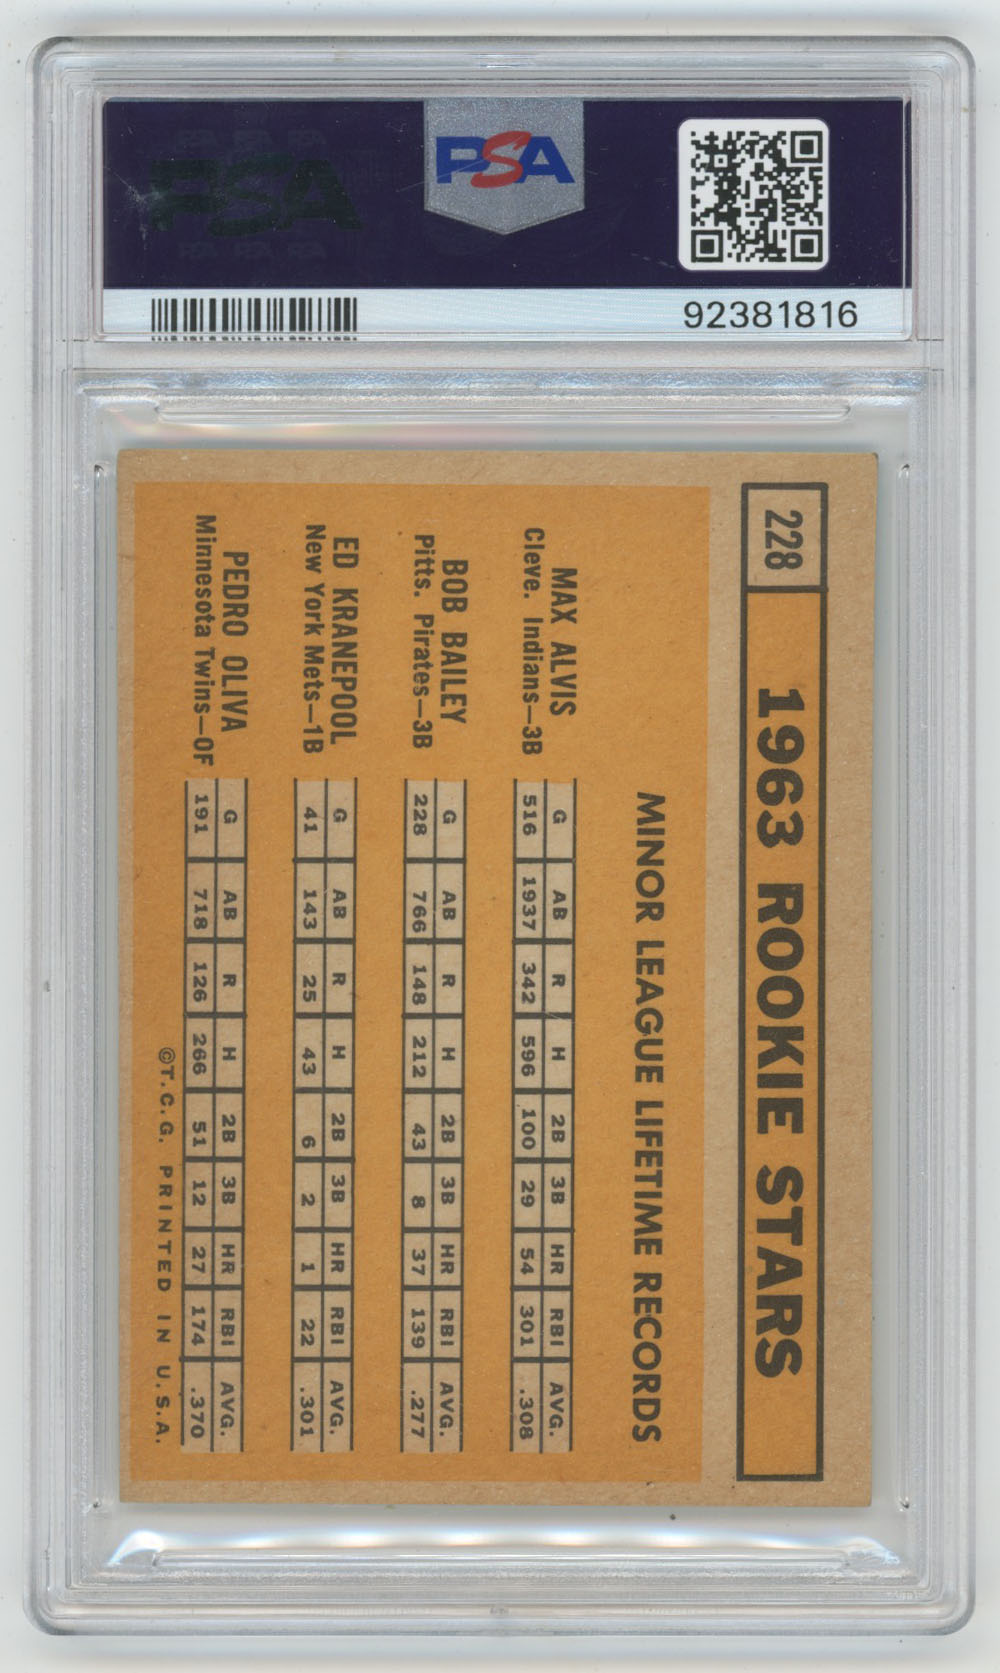 PSA
PSA
92381816
228
1963 ROOKIE STARS
MINOR LEAGUE LIFETIME RECORDS
MAX ALVIS
Cleve. Indians—3B
G AB R H 2B 3B HR RBI AVG.
516 1937 342 596 100 29 54 301 .308
BOB BAILEY
Pitts. Pirates—3B
G AB R H 2B 3B HR RBI AVG.
228 766 148 212 43 8 37 139 .277
ED KRANEPOOL
New York Mets—1B
G AB R H 2B 3B HR RBI AVG.
41 143 25 43 6 2 1 22 .301
PEDRO OLIVA
Minnesota Twins—OF
G AB R H 2B 3B HR RBI AVG.
191 718 126 266 51 12 27 174 .370
©T.C.G. PRINTED IN U.S.A.